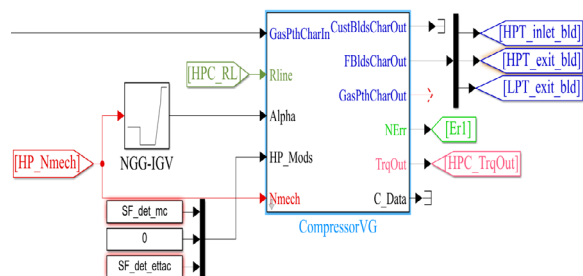 GasPthCharIn
CustBldsCharOut
[HPT_inlet_bld]
[HPC_RL]
Rline
FBldsCharOut
[HPT_exit_bld]
GasPthCharOut
[LPT_exit_bld]
Alpha
NErr
[Er1]
[HP_Nmech]
NGG-IGV
HP_Mods
TrqOut
[HPC_TrqOut]
Nmech
C_Data
SF_det_mc
CompressorVG
0
SF_det_ettac